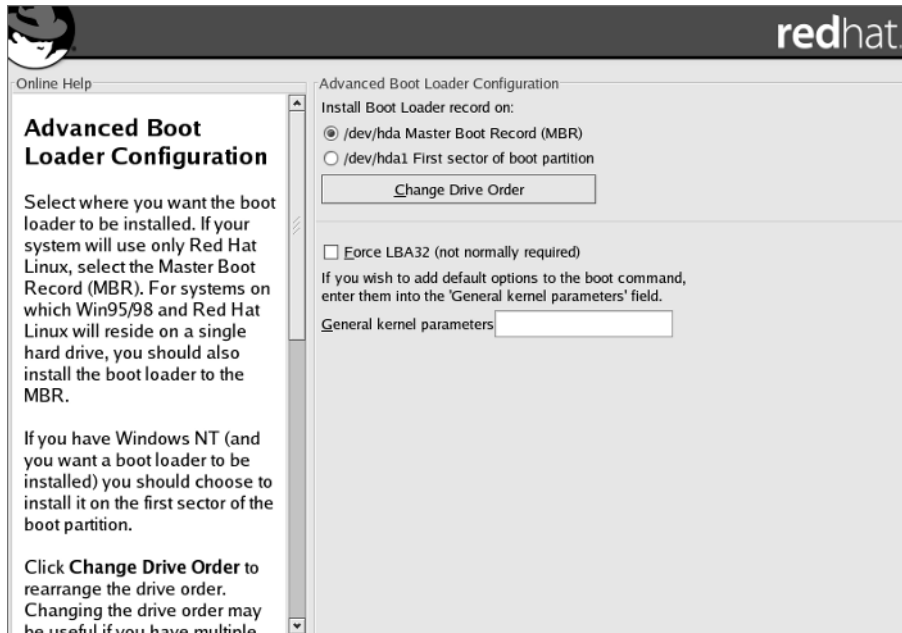 redhat.
Online Help
Advanced Boot
Loader Configuration
Select where you want the boot
loader to be installed. If your
system will use only Red Hat
Linux, select the Master Boot
Record (MBR). For systems on
which Win95/98 and Red Hat
Linux will reside on a single
hard drive, you should also
install the boot loader to the
MBR.
If you have Windows NT (and
you want a boot loader to be
installed) you should choose to
install it on the first sector of the
boot partition.
Click Change Drive Order to
rearrange the drive order.
Changing the drive order may
be useful if you have multiple
Advanced Boot Loader Configuration
Install Boot Loader record on:
/dev/hda Master Boot Record (MBR)
/dev/hda1 First sector of boot partition
Change Drive Order
Force LBA32 (not normally required)
If you wish to add default options to the boot command,
enter them into the 'General kernel parameters' field.
General kernel parameters